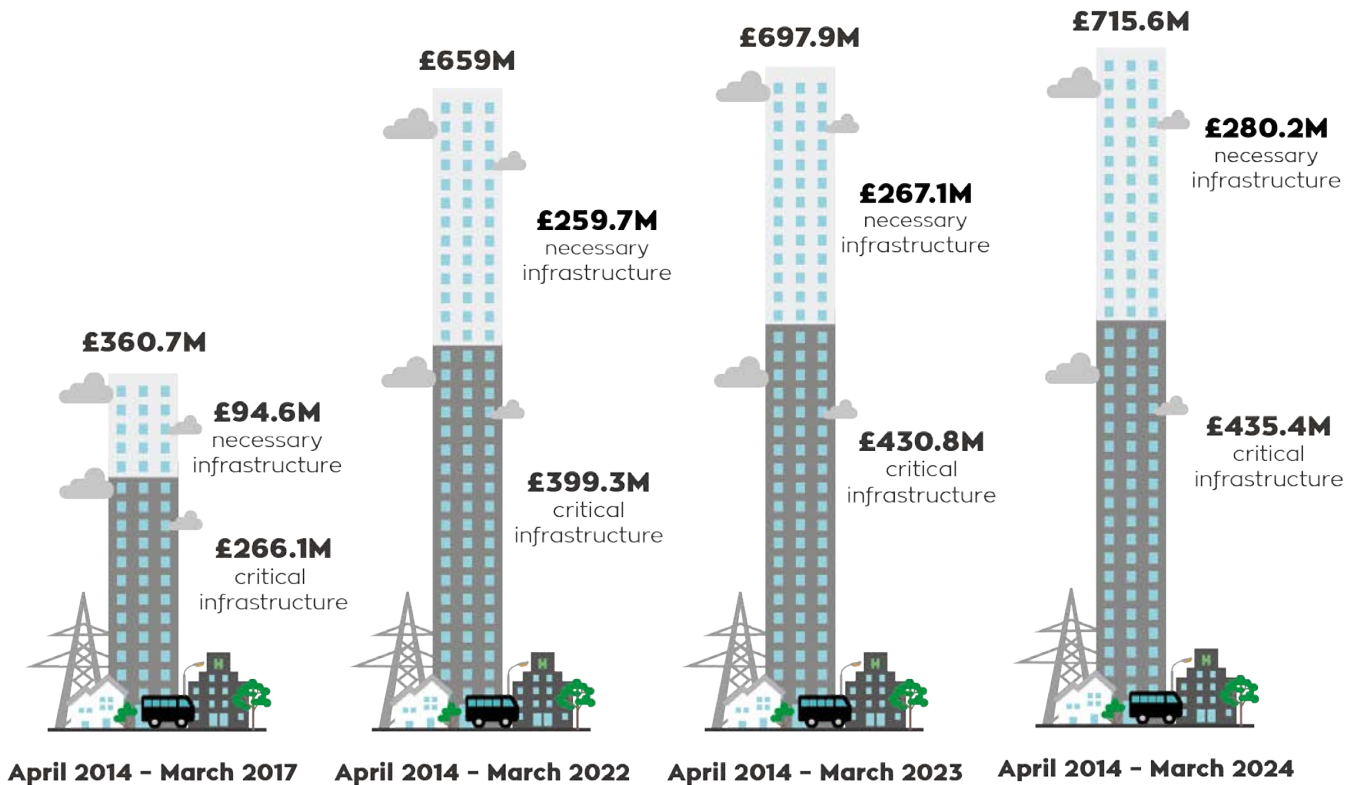 £360.7M
£94.6M
necessary
infrastructure
£266.1M
critical
infrastructure
H
April 2014 – March 2017
£659M
£259.7M
necessary
infrastructure
£399.3M
critical
infrastructure
H
April 2014 – March 2022
£697.9M
£267.1M
necessary
infrastructure
£430.8M
critical
infrastructure
H
April 2014 – March 2023
£715.6M
£280.2M
necessary
infrastructure
£435.4M
critical
infrastructure
H
April 2014 – March 2024